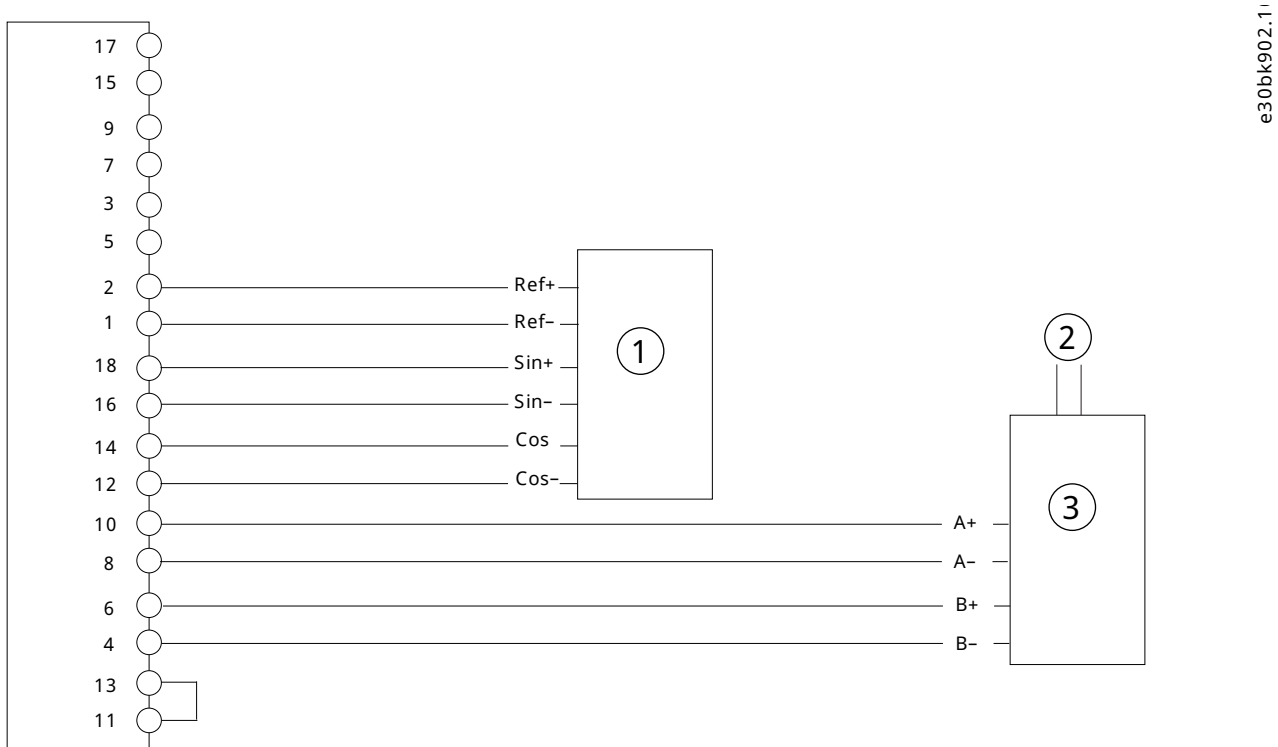 e30bk902.1
17
15
9
7
3
5
2 Ref+
1 Ref–
18 Sin+
16 Sin–
14 Cos
12 Cos–
1
2
3
10 A+
8 A–
6 B+
4 B–
13
11